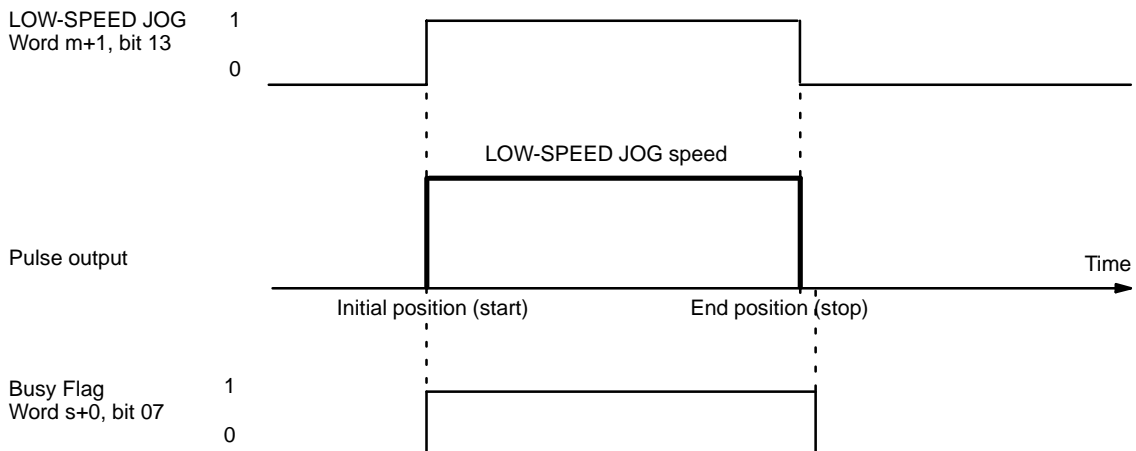 LOW-SPEED JOG 1
Word m+1, bit 13
0
LOW-SPEED JOG speed
Pulse output
Time
Initial position (start) End position (stop)
Busy Flag 1
Word s+0, bit 07
0